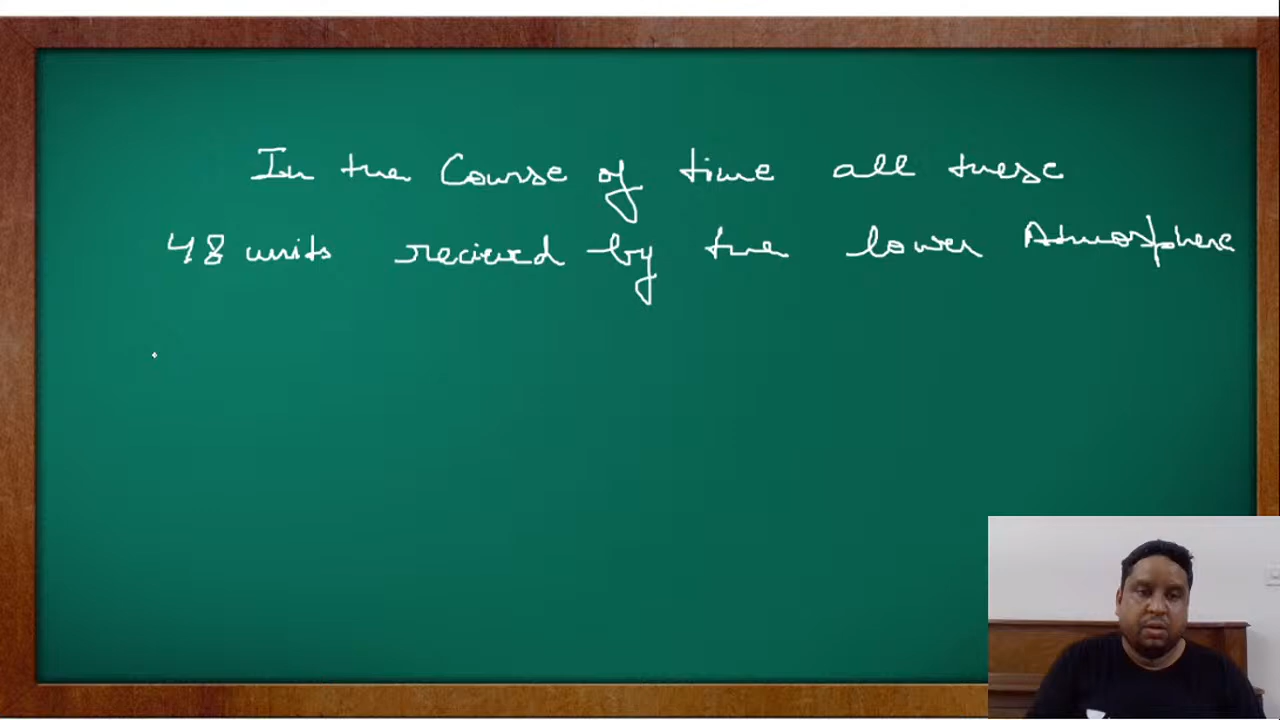 In the Course of time all these
48 units recieved by the lower Atmosphere